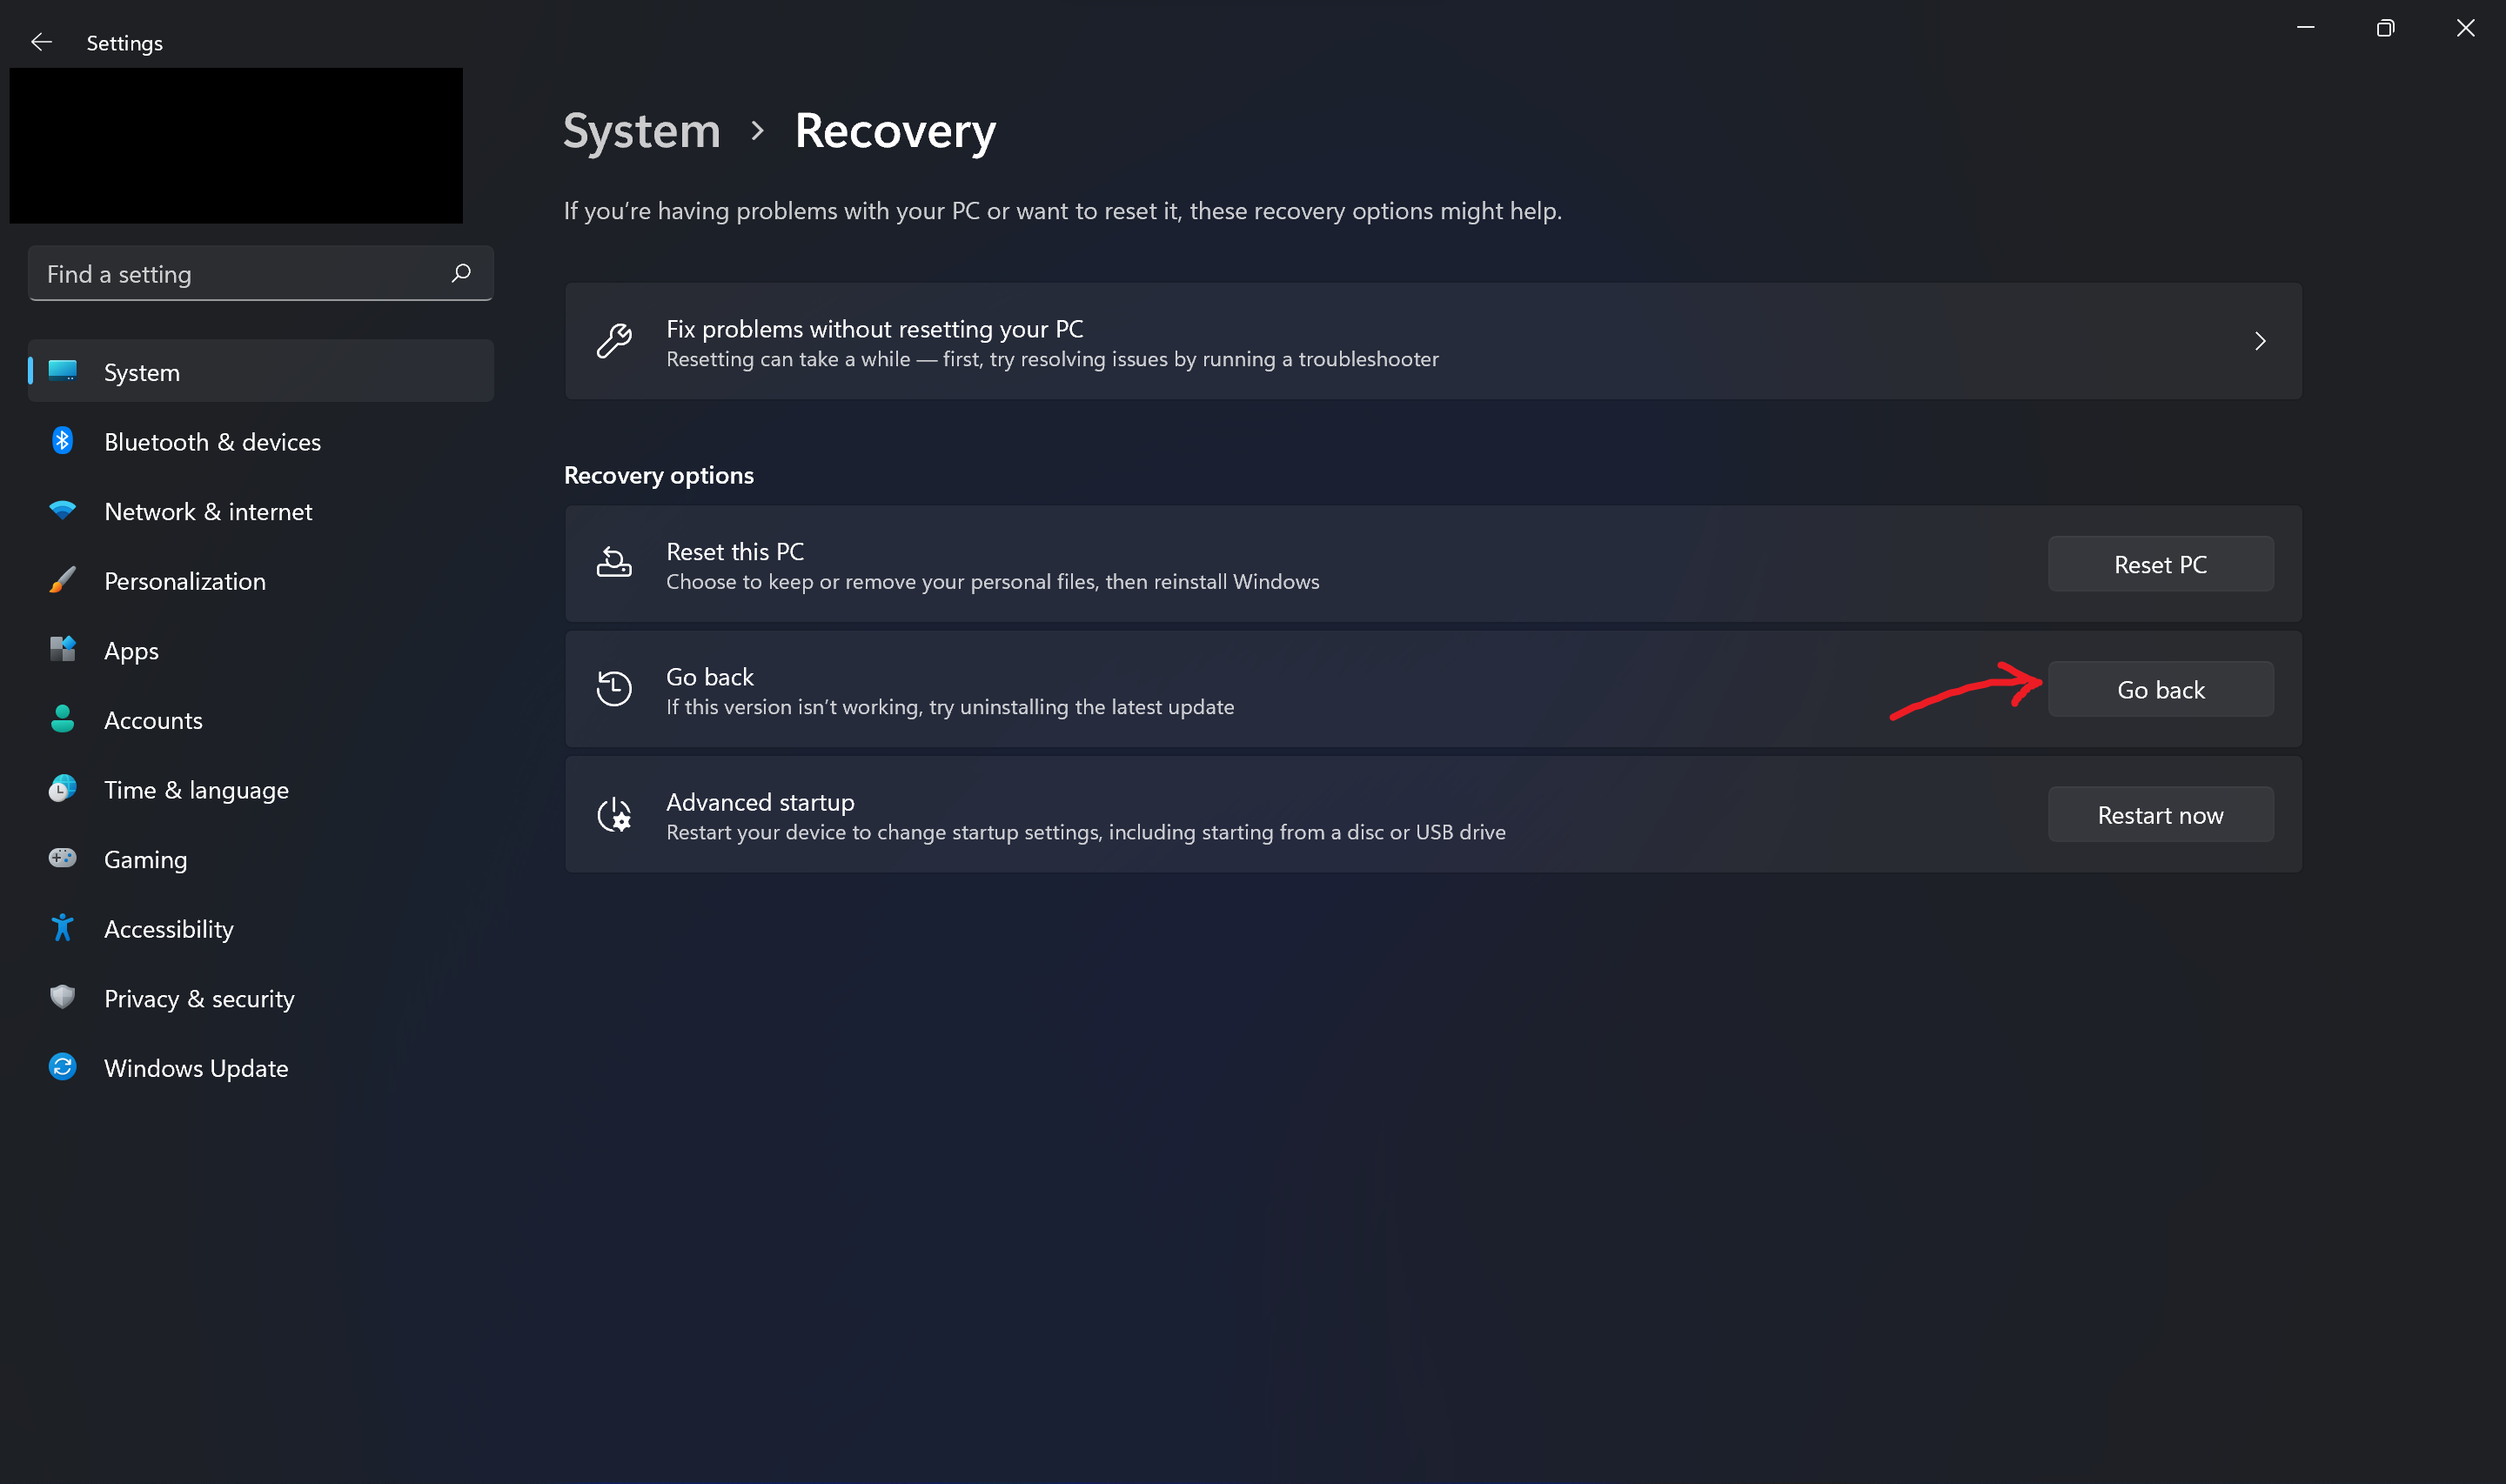 Settings
Find a setting
System
Bluetooth & devices
Network & internet
Personalization
Apps
Accounts
Time & language
Gaming
Accessibility
Privacy & security
Windows Update
System > Recovery
If you're having problems with your PC or want to reset it, these recovery options might help.
Fix problems without resetting your PC
Resetting can take a while — first, try resolving issues by running a troubleshooter
Recovery options
Reset this PC
Choose to keep or remove your personal files, then reinstall Windows
Reset PC
Go back
If this version isn't working, try uninstalling the latest update
Go back
Advanced startup
Restart your device to change startup settings, including starting from a disc or USB drive
Restart now